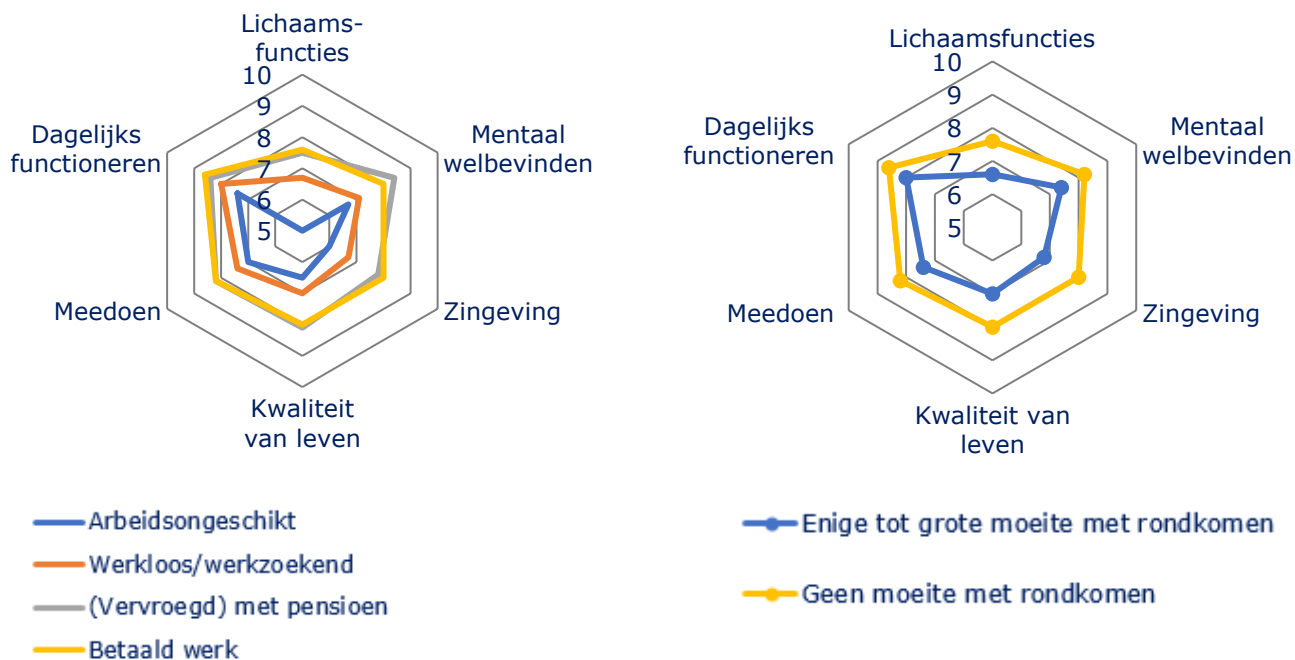 Lichaams-
functies
10
9
8
7
6
5
Mentaal
welbevinden
Zingeving
Kwaliteit
van leven
Meedoen
Dagelijks
functioneren
Arbeidsongeschikt
Werkloos/werkzoekend
(Vervroegd) met pensioen
Betaald werk
Lichaamsfuncties
10
9
8
7
6
5
Mentaal
welbevinden
Zingeving
Kwaliteit van
leven
Meedoen
Dagelijks
functioneren
Enige tot grote moeite met rondkomen
Geen moeite met rondkomen